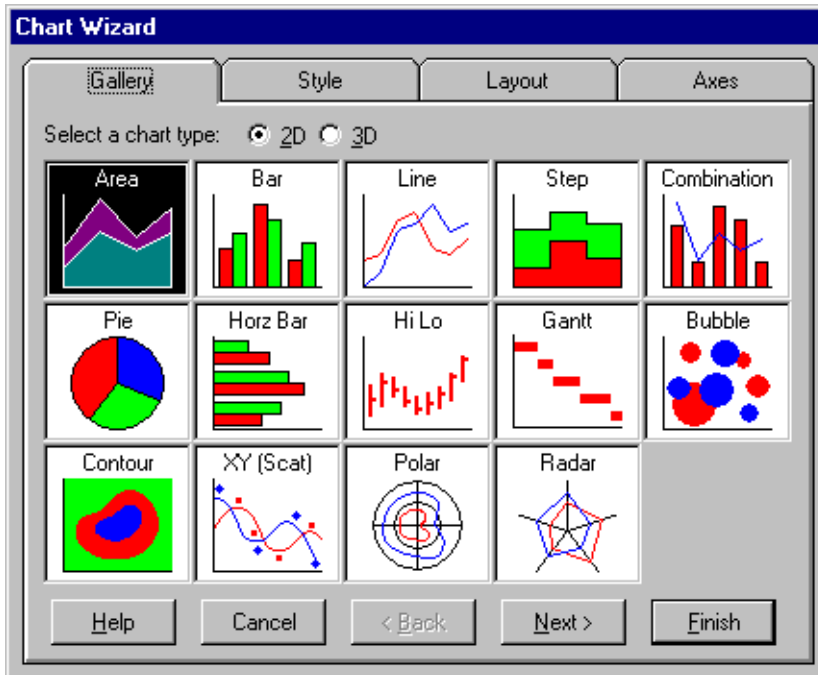 Chart Wizard
Gallery Style Layout Axes
Select a chart type: 2D 3D
Area Bar Line Step Combination
Pie Horz Bar Hi Lo Gantt Bubble
Contour XY (Scat) Polar Radar
Help Cancel < Back Next > Finish